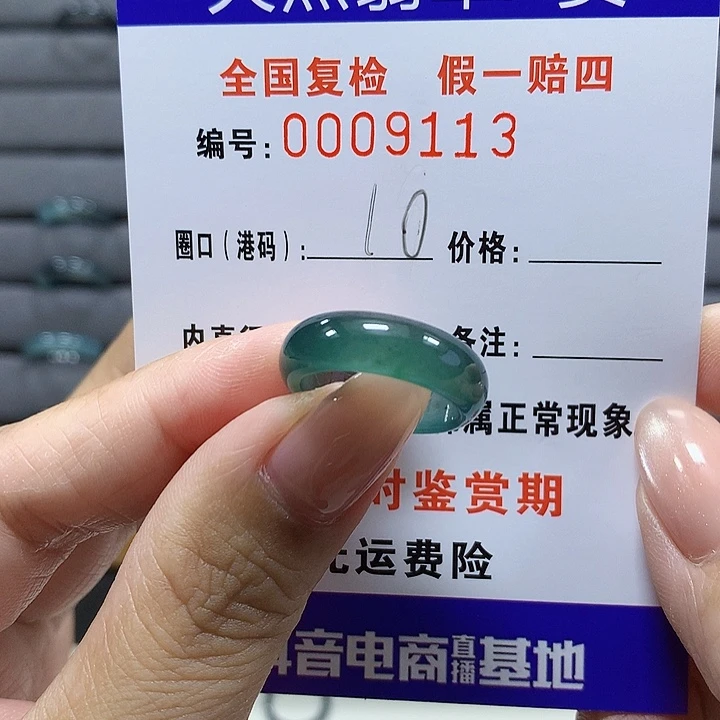 全国复检 假一赔四
编号:0009113
圈口(港码):10 价格:
备注:
属正常现象
时鉴赏期
运费险
音电商直播基地